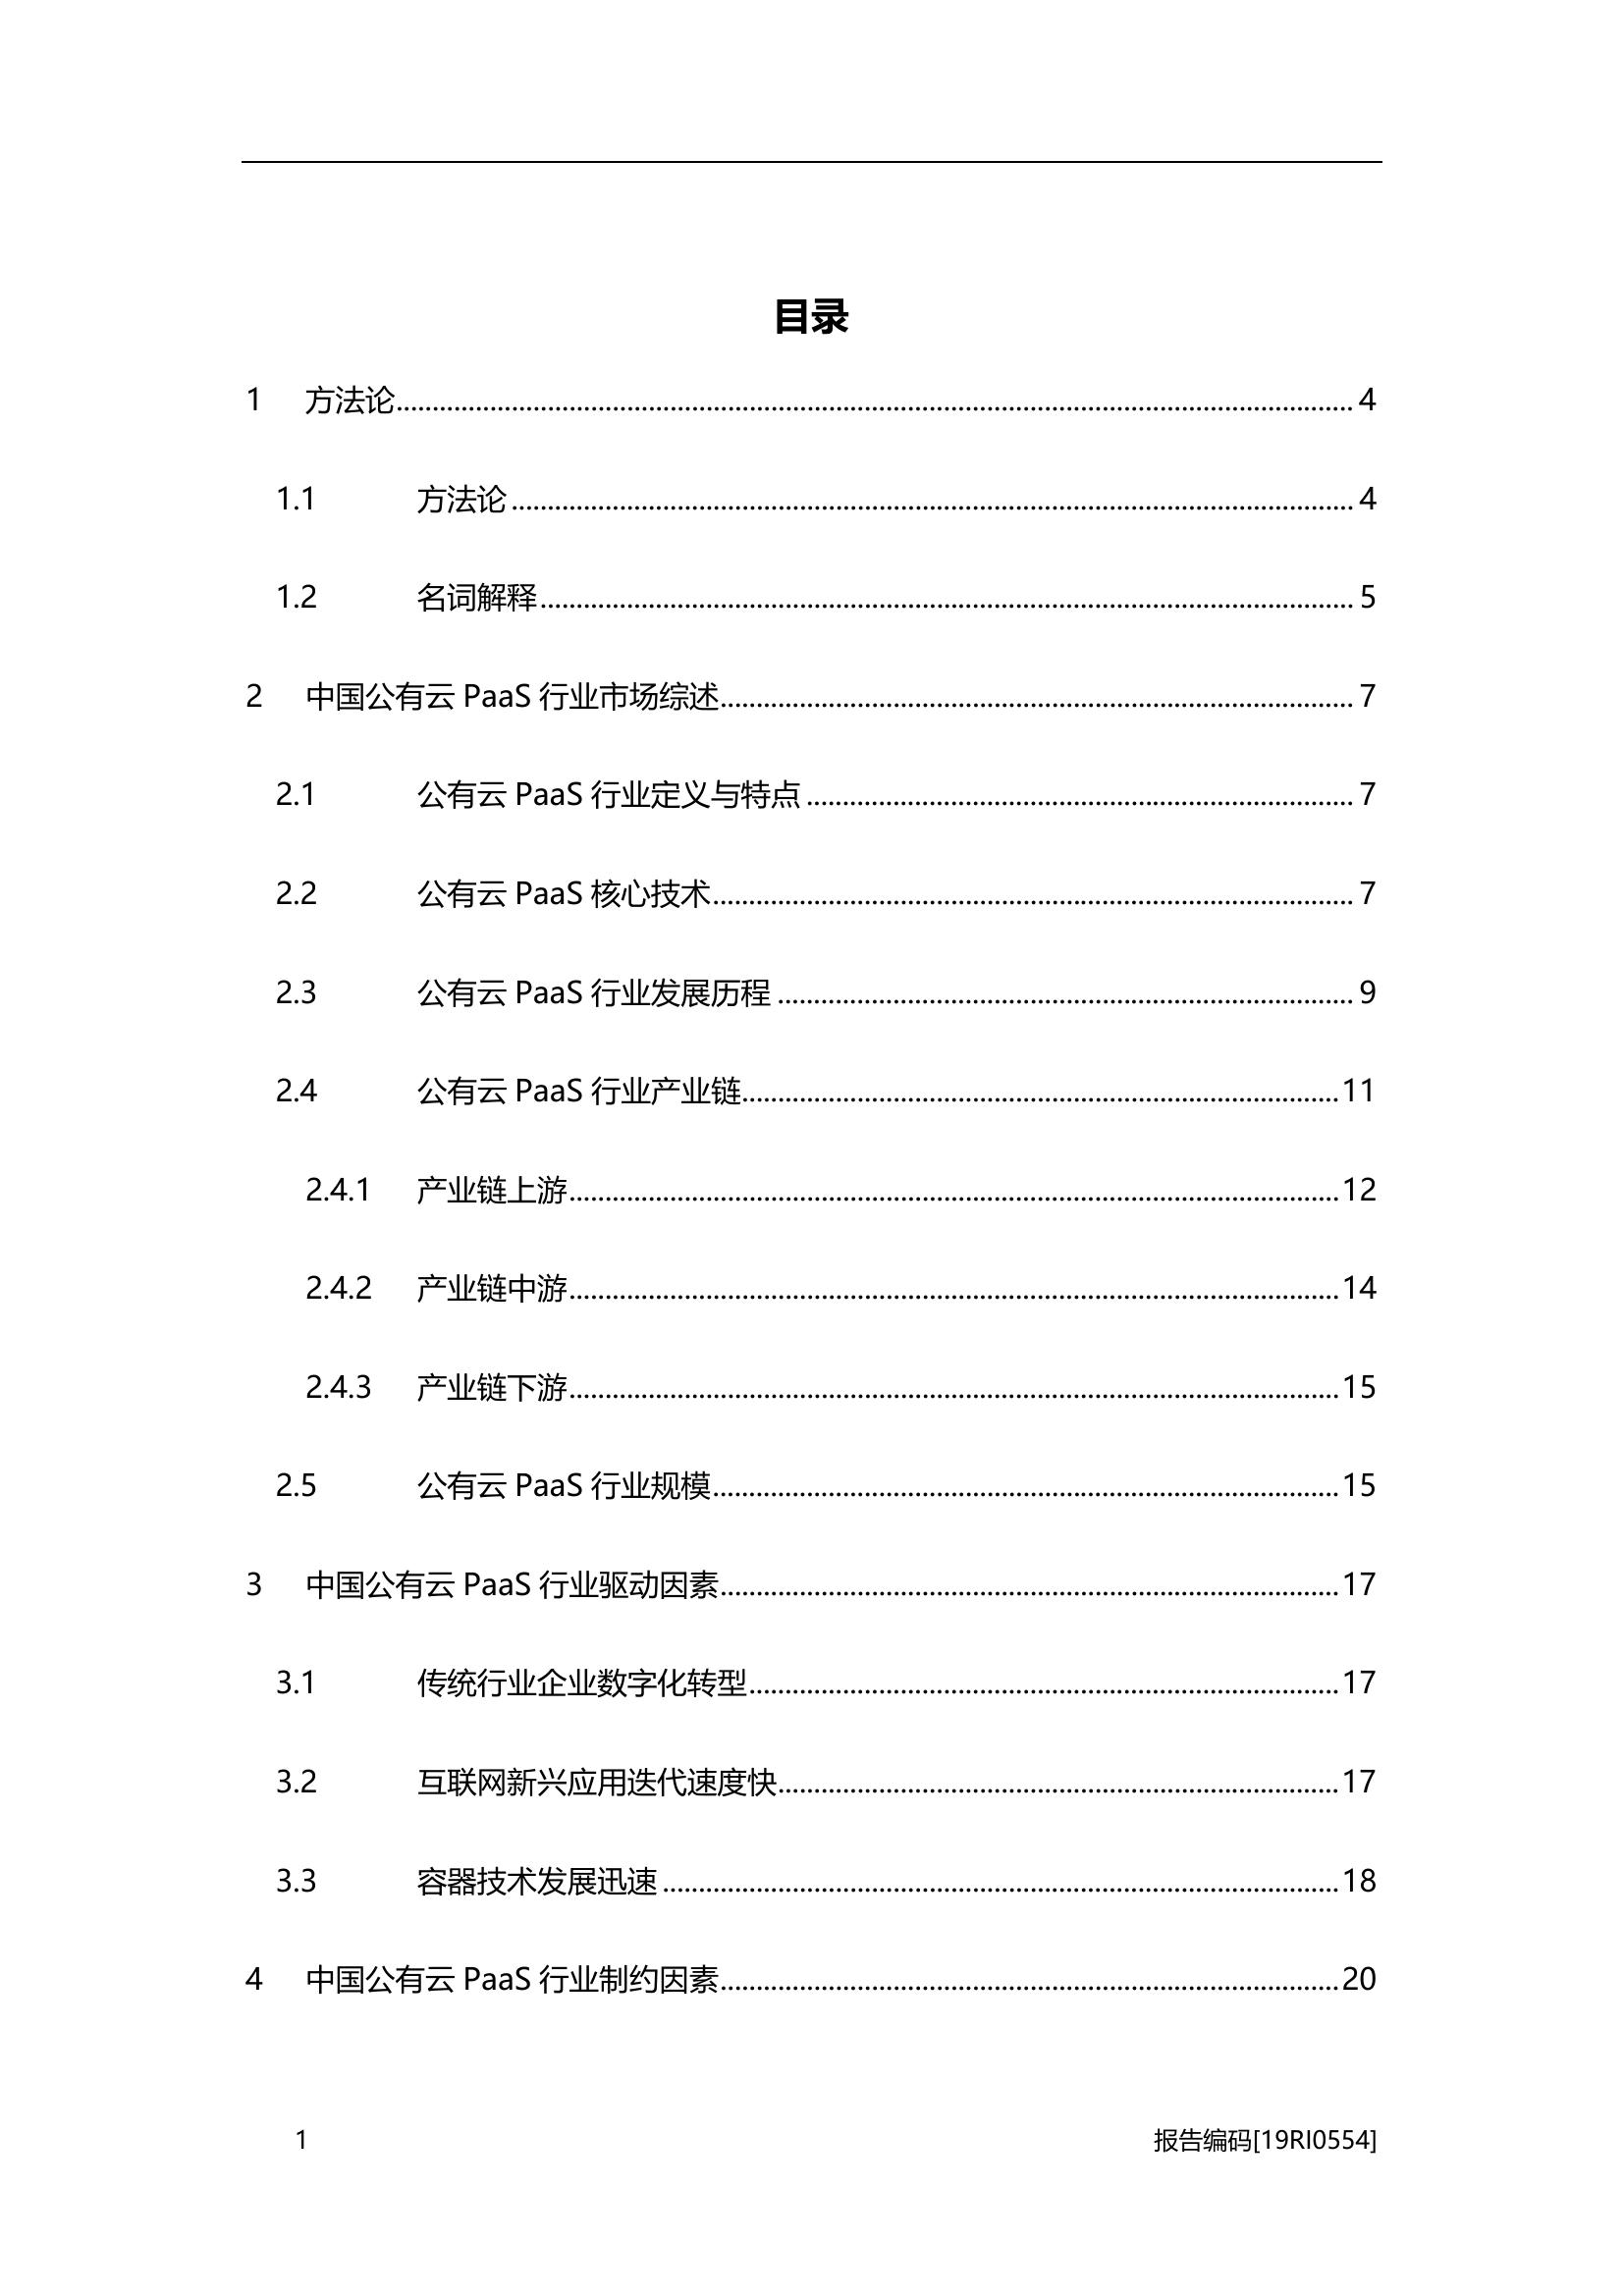 目录
1 方法论........................................ 4
1.1 方法论........................................ 4
1.2 名词解释........................................ 5
2 中国公有云 PaaS 行业市场综述........................................ 7
2.1 公有云 PaaS 行业定义与特点........................................ 7
2.2 公有云 PaaS 核心技术........................................ 7
2.3 公有云 PaaS 行业发展历程........................................ 9
2.4 公有云 PaaS 行业产业链........................................ 11
2.4.1 产业链上游........................................ 12
2.4.2 产业链中游........................................ 14
2.4.3 产业链下游........................................ 15
2.5 公有云 PaaS 行业规模........................................ 15
3 中国公有云 PaaS 行业驱动因素........................................ 17
3.1 传统行业企业数字化转型........................................ 17
3.2 互联网新兴应用迭代速度快........................................ 17
3.3 容器技术发展迅速........................................ 18
4 中国公有云 PaaS 行业制约因素........................................ 20
1 报告编码[19RI0554]